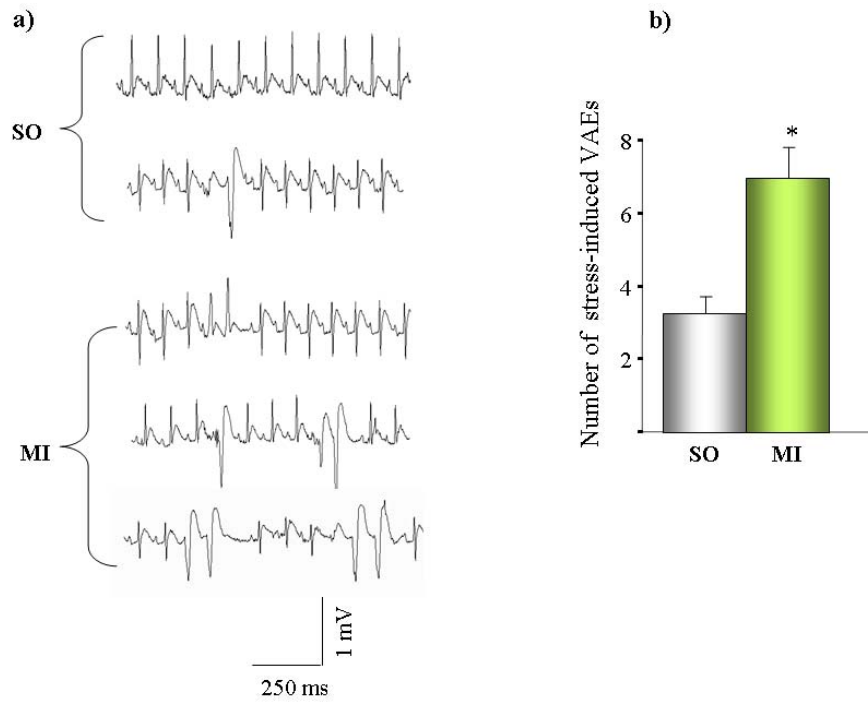 a)
SO
MI
1 mV
250 ms
b)
Number of stress-induced VAEs
8
*
6
4
2
SO
MI